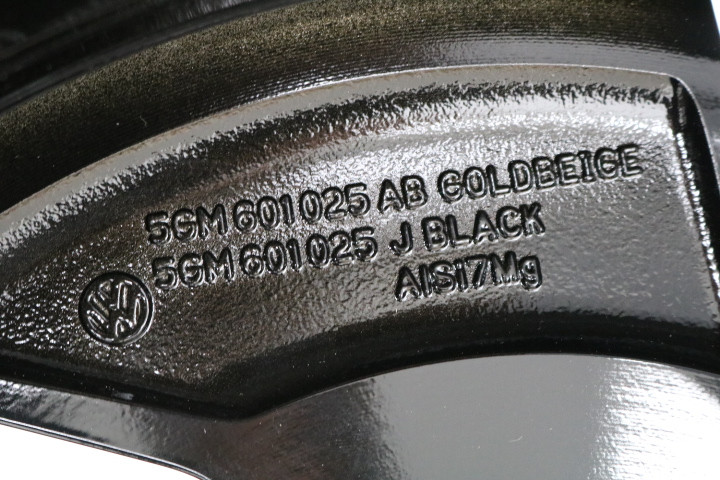 5GM 601 025 AB GOLDBEIGE
5GM 601 025 J BLACK
AlSi7Mg